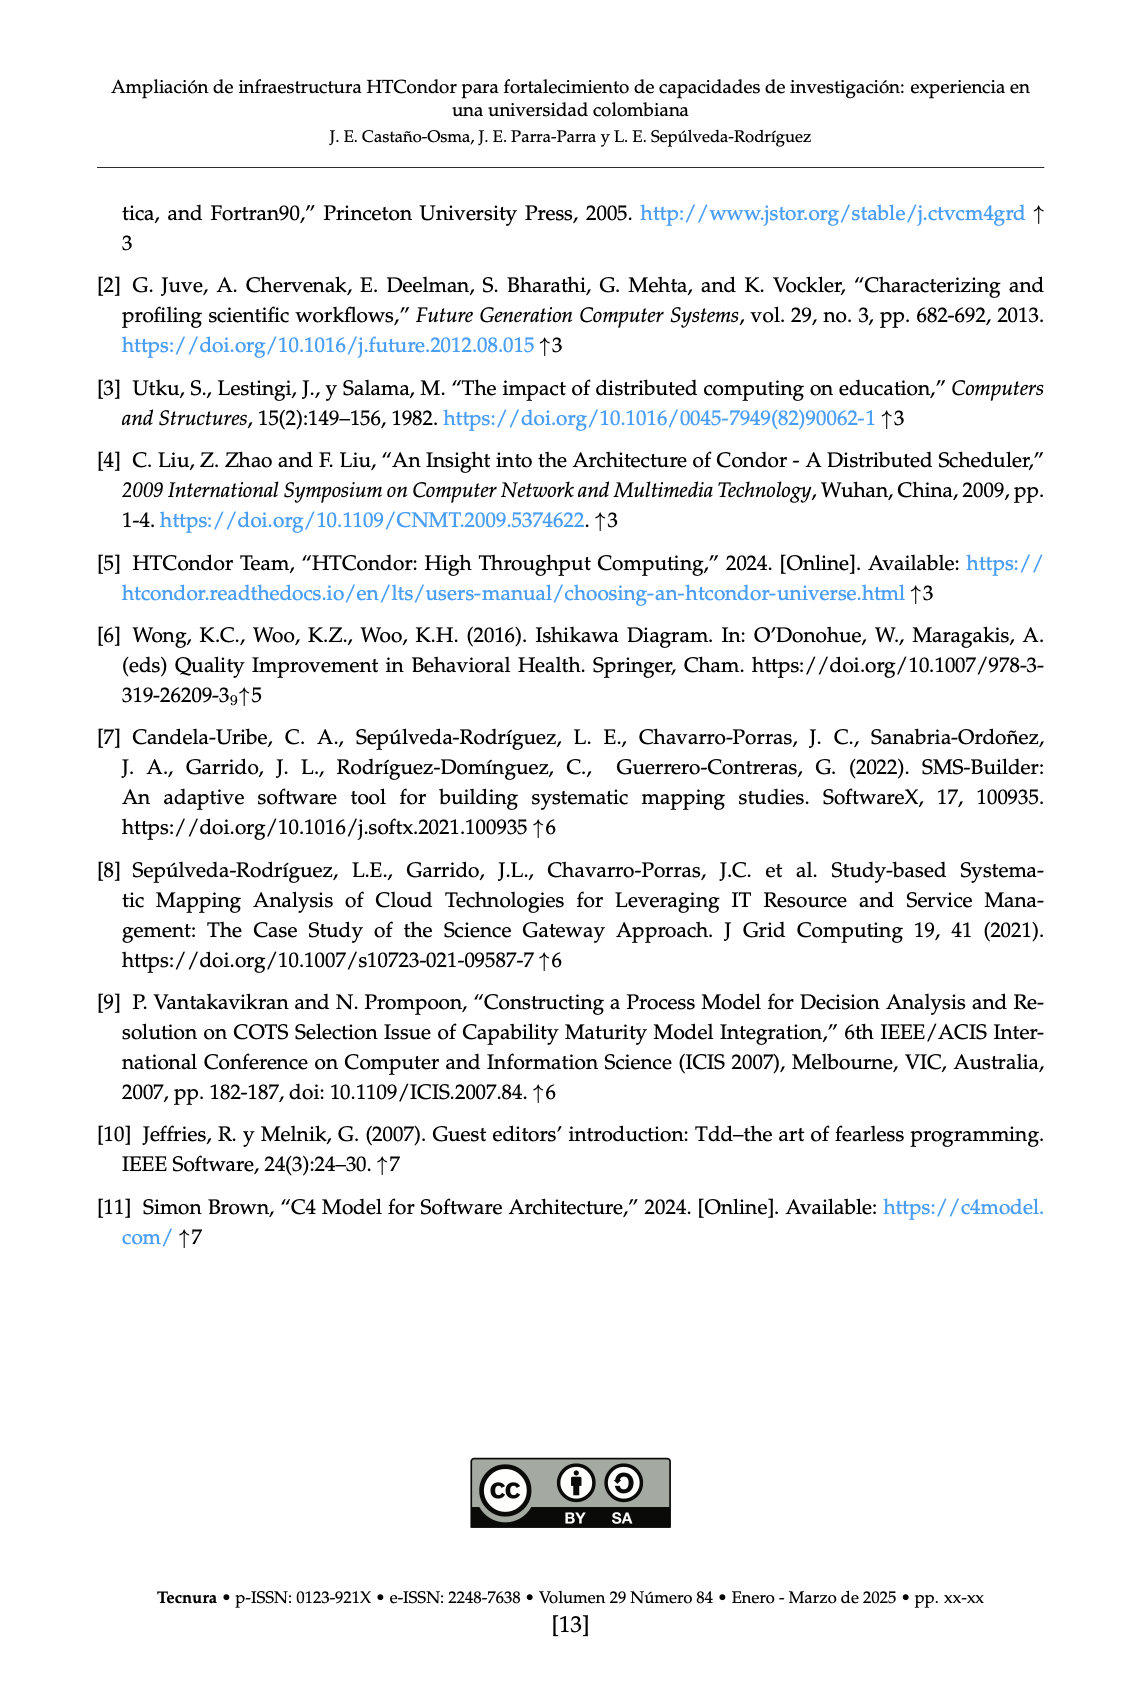 Ampliación de infraestructura HTCondor para fortalecimiento de capacidades de investigación: experiencia en
una universidad colombiana
J. E. Castaño-Osma, J. E. Parra-Parra y L. E. Sepúlveda-Rodríguez
tica, and Fortran90,” Princeton University Press, 2005. http://www.jstor.org/stable/j.ctvcm4grd ↑
3
[2] G. Juve, A. Chervenak, E. Deelman, S. Bharathi, G. Mehta, and K. Vockler, “Characterizing and
profiling scientific workflows,” Future Generation Computer Systems, vol. 29, no. 3, pp. 682-692, 2013.
https://doi.org/10.1016/j.future.2012.08.015 ↑3
[3] Utku, S., Lestingi, J., y Salama, M. “The impact of distributed computing on education,” Computers
and Structures, 15(2):149–156, 1982. https://doi.org/10.1016/0045-7949(82)90062-1 ↑3
[4] C. Liu, Z. Zhao and F. Liu, “An Insight into the Architecture of Condor - A Distributed Scheduler,”
2009 International Symposium on Computer Network and Multimedia Technology, Wuhan, China, 2009, pp.
1-4. https://doi.org/10.1109/CNMT.2009.5374622. ↑3
[5] HTCondor Team, “HTCondor: High Throughput Computing,” 2024. [Online]. Available: https://
htcondor.readthedocs.io/en/lts/users-manual/choosing-an-htcondor-universe.html ↑3
[6] Wong, K.C., Woo, K.Z., Woo, K.H. (2016). Ishikawa Diagram. In: O’Donohue, W., Maragakis, A.
(eds) Quality Improvement in Behavioral Health. Springer, Cham. https://doi.org/10.1007/978-3-
319-26209-3₉↑5
[7] Candela-Uribe, C. A., Sepúlveda-Rodríguez, L. E., Chavarro-Porras, J. C., Sanabria-Ordoñez,
J. A., Garrido, J. L., Rodríguez-Domínguez, C., Guerrero-Contreras, G. (2022). SMS-Builder:
An adaptive software tool for building systematic mapping studies. SoftwareX, 17, 100935.
https://doi.org/10.1016/j.softx.2021.100935 ↑6
[8] Sepúlveda-Rodríguez, L.E., Garrido, J.L., Chavarro-Porras, J.C. et al. Study-based Systema-
tic Mapping Analysis of Cloud Technologies for Leveraging IT Resource and Service Mana-
gement: The Case Study of the Science Gateway Approach. J Grid Computing 19, 41 (2021).
https://doi.org/10.1007/s10723-021-09587-7 ↑6
[9] P. Vantakavikran and N. Prompoon, “Constructing a Process Model for Decision Analysis and Re-
solution on COTS Selection Issue of Capability Maturity Model Integration,” 6th IEEE/ACIS Inter-
national Conference on Computer and Information Science (ICIS 2007), Melbourne, VIC, Australia,
2007, pp. 182-187, doi: 10.1109/ICIS.2007.84. ↑6
[10] Jeffries, R. y Melnik, G. (2007). Guest editors’ introduction: Tdd–the art of fearless programming.
IEEE Software, 24(3):24–30. ↑7
[11] Simon Brown, “C4 Model for Software Architecture,” 2024. [Online]. Available: https://c4model.
com/ ↑7
CC
BY SA
Tecnura • p-ISSN: 0123-921X • e-ISSN: 2248-7638 • Volumen 29 Número 84 • Enero - Marzo de 2025 • pp. xx-xx
[13]